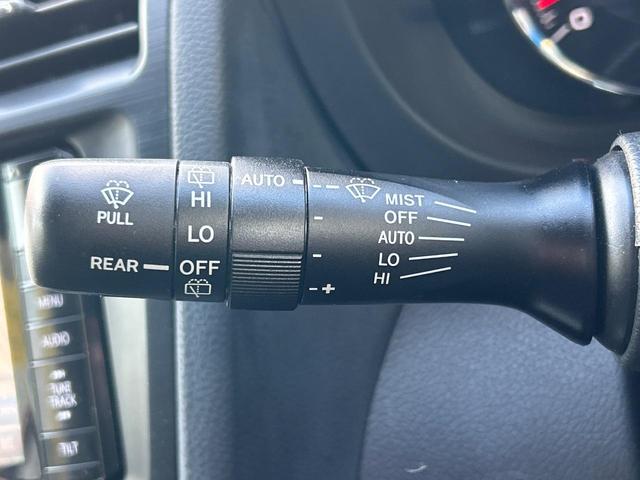 PULL
REAR
HI
LO
OFF
AUTO
--
-
-
-+
MIST
OFF
AUTO
LO
HI
MENU
AUDIO
TUNE
TRACK
TILT